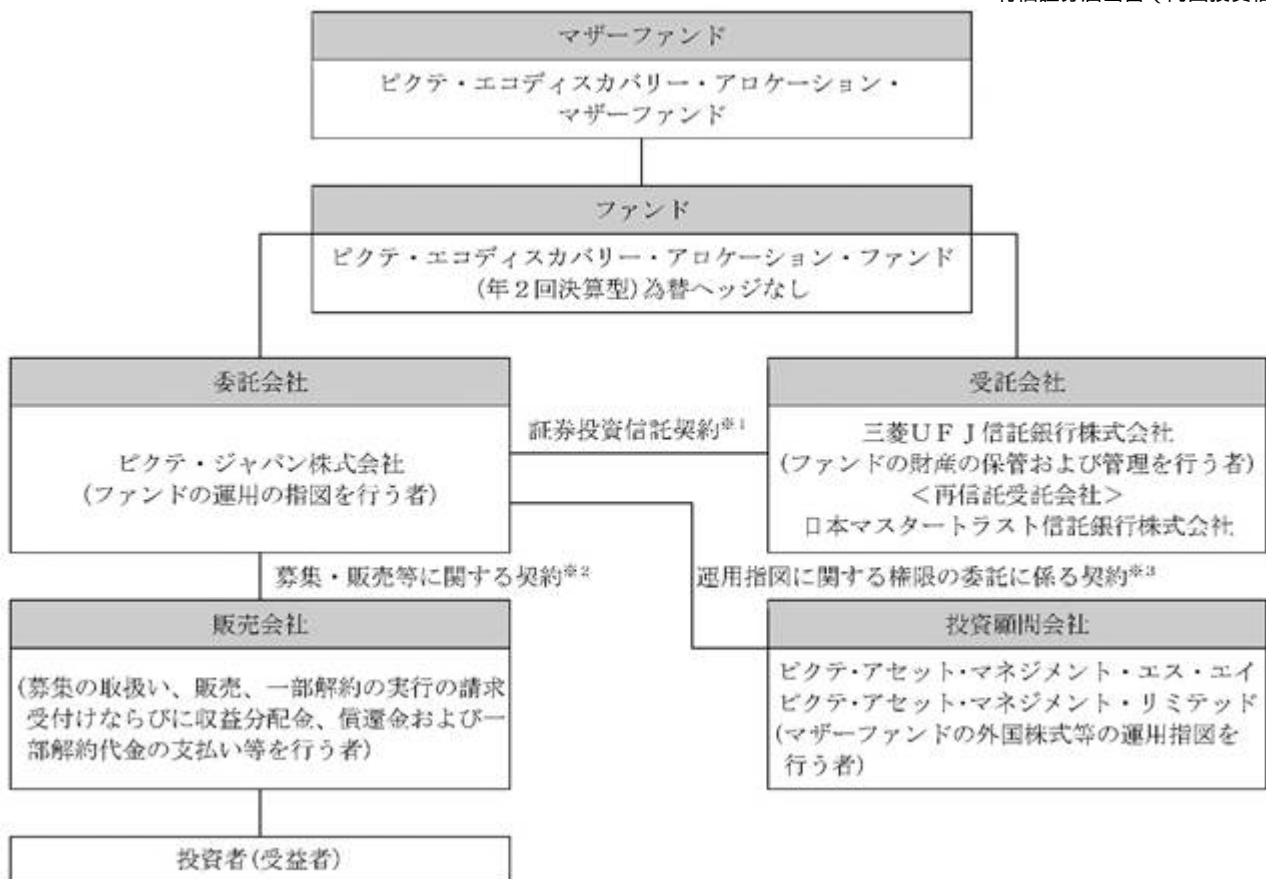 マザーファンド
ピクテ・エコディスカバリー・アロケーション・
マザーファンド
ファンド
ピクテ・エコディスカバリー・アロケーション・ファンド
(年２回決算型)為替ヘッジなし
委託会社
ピクテ・ジャパン株式会社
(ファンドの運用の指図を行う者)
証券投資信託契約※1
受託会社
三菱ＵＦＪ信託銀行株式会社
(ファンドの財産の保管および管理を行う者)
＜再信託受託会社＞
日本マスタートラスト信託銀行株式会社
募集・販売等に関する契約※2
運用指図に関する権限の委託に係る契約※3
販売会社
(募集の取扱い、販売、一部解約の実行の請求
受付けならびに収益分配金、償還金および一
部解約代金の支払い等を行う者)
投資顧問会社
ピクテ・アセット・マネジメント・エス・エイ
ピクテ・アセット・マネジメント・リミテッド
(マザーファンドの外国株式等の運用指図を
行う者)
投資者(受益者)